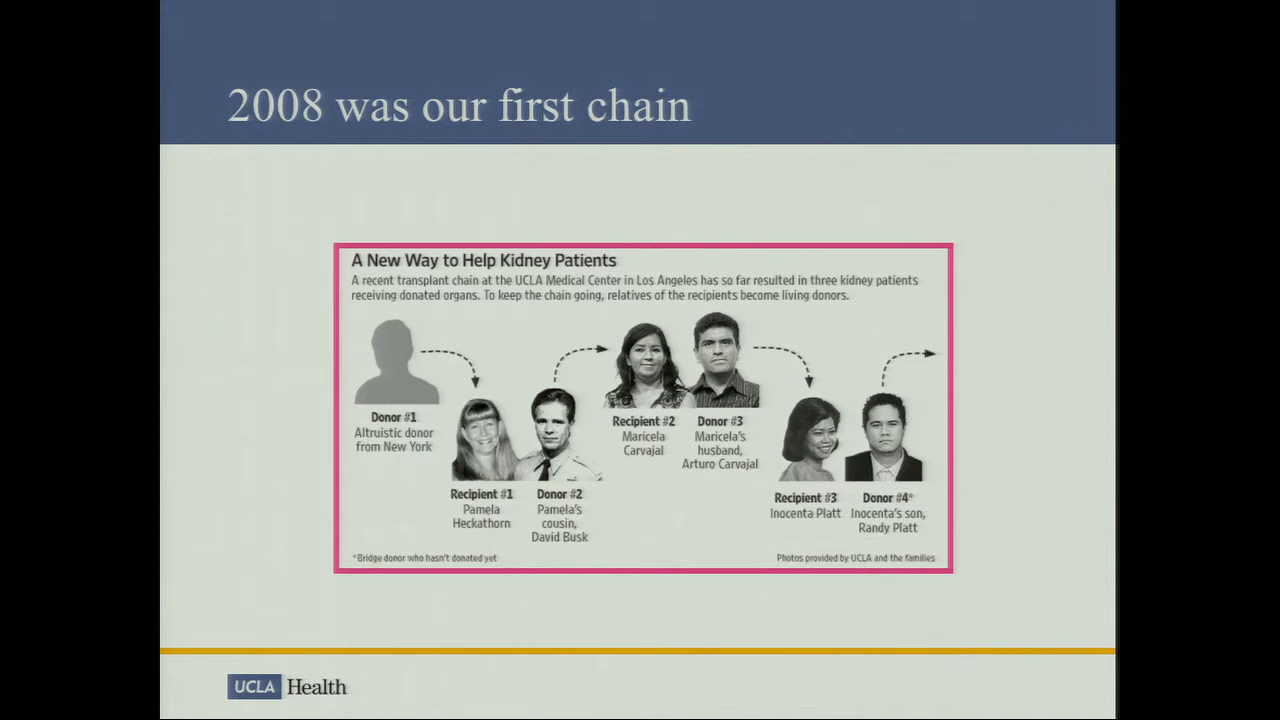 2008 was our first chain
A New Way to Help Kidney Patients
A recent transplant chain at the UCLA Medical Center in Los Angeles has so far resulted in three kidney patients
receiving donated organs. To keep the chain going, relatives of the recipients become living donors.
Donor #1
Altruistic donor
from New York
Recipient #1
Pamela
Heckathorn
Donor #2
Pamela's
cousin,
David Busk
Recipient #2
Maricela
Carvajal
Donor #3
Maricela's
husband,
Arturo Carvajal
Recipient #3
Inocenta Platt
Donor #4*
Inocenta's son,
Randy Platt
*Bridge donor who hasn't donated yet
Photos provided by UCLA and the families
UCLA Health